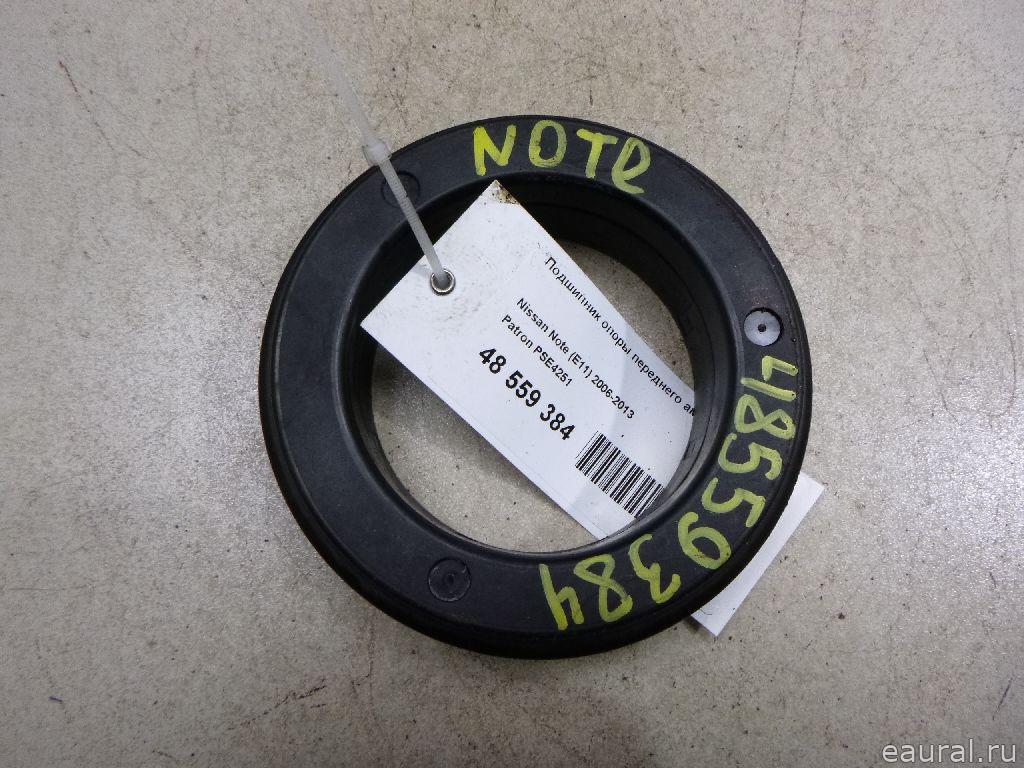 NOTe
Подшипник опоры переднего
Nissan Note (E11) 2006-2013
Patron PSE4251
48 559 384
48559384
eaural.ru